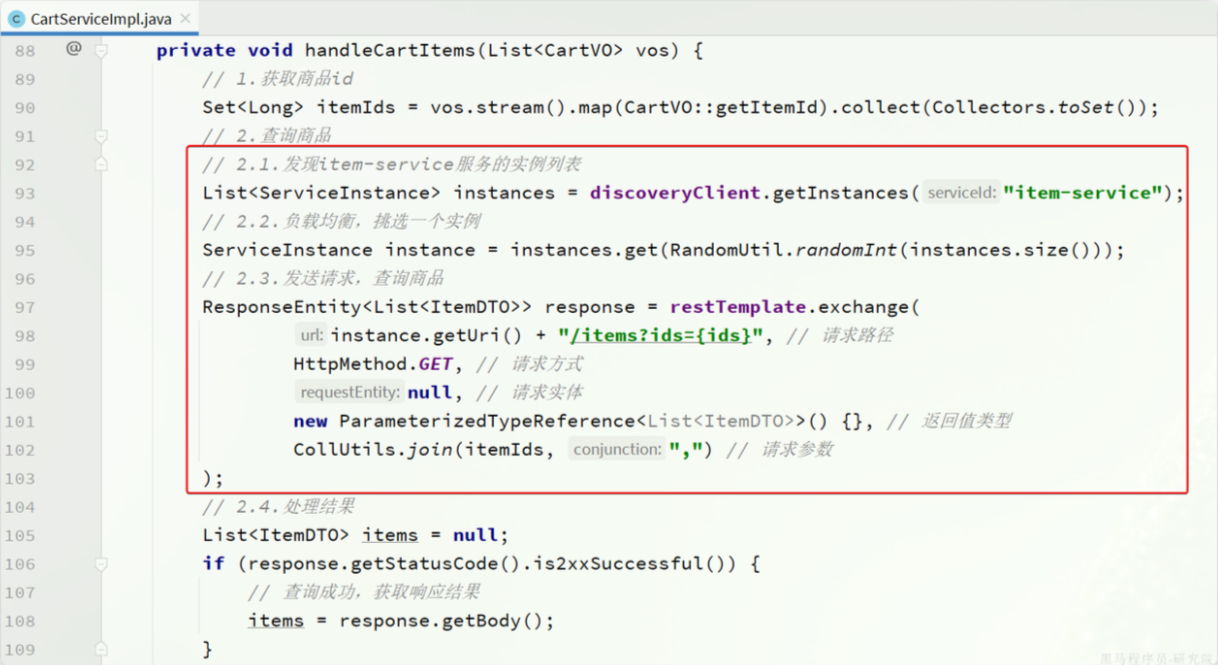 CartServiceImpl.java
88 @ private void handleCartItems(List<CartVO> vos) {
89 // 1.获取商品id
90 Set<Long> itemIds = vos.stream().map(CartVO::getItemId).collect(Collectors.toSet());
91 // 2.查询商品
92 // 2.1.发现item-service服务的实例列表
93 List<ServiceInstance> instances = discoveryClient.getInstances( serviceId: "item-service");
94 // 2.2.负载均衡，挑选一个实例
95 ServiceInstance instance = instances.get(RandomUtil.randomInt(instances.size()));
96 // 2.3.发送请求，查询商品
97 ResponseEntity<List<ItemDTO>> response = restTemplate.exchange(
98 url: instance.getUri() + "/items?ids={ids}", // 请求路径
99 HttpMethod.GET, // 请求方式
100 requestEntity: null, // 请求实体
101 new ParameterizedTypeReference<List<ItemDTO>>() {}, // 返回值类型
102 CollUtils.join(itemIds, conjunction: ",") // 请求参数
103 );
104 // 2.4.处理结果
105 List<ItemDTO> items = null;
106 if (response.getStatusCode().is2xxSuccessful()) {
107 // 查询成功，获取响应结果
108 items = response.getBody();
109 }
黑马程序员-研究院